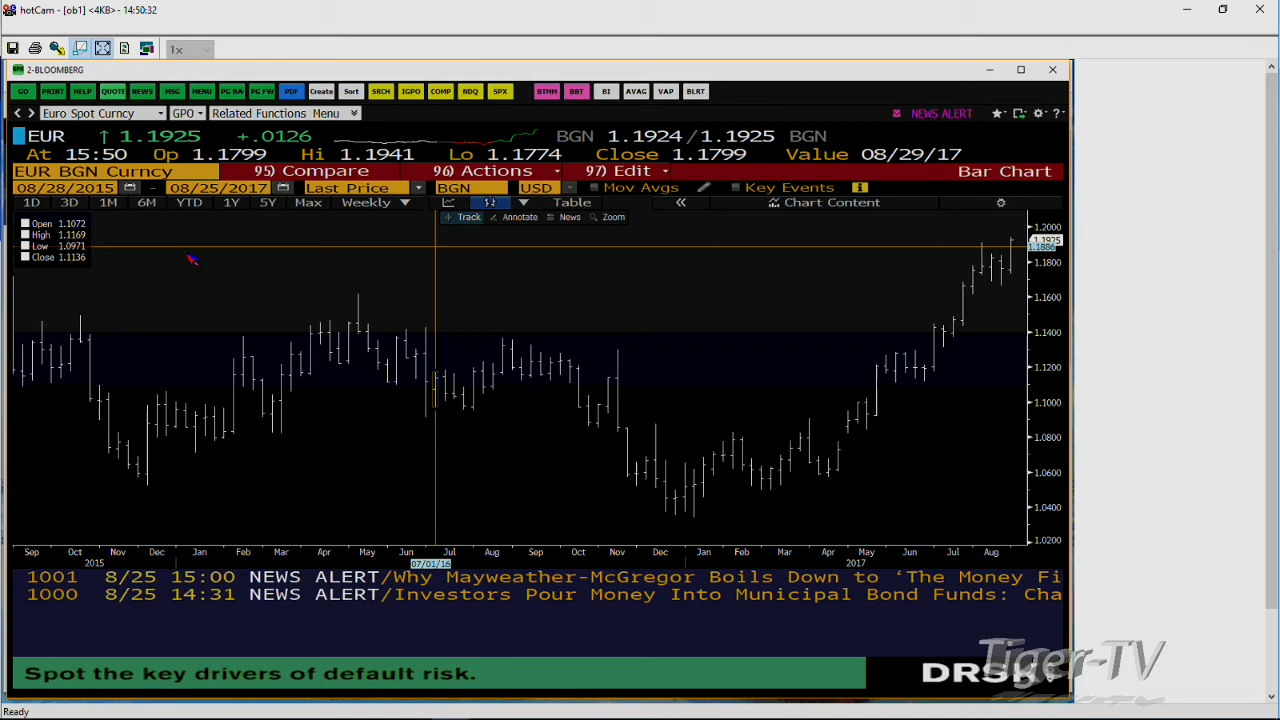 hotCam - [ob1] <4KB> - 14:50:32
1x
2-BLOOMBERG
GO PRINT HELP QUOTE NEWS MSG MENU PG BA PG FW PDF Create Sort SRCH IGPO COMP NDQ SPX BTMM BBT BI AVAG VAP BLRT
Euro Spot Curncy GPO Related Functions Menu NEWS ALERT
EUR ↑ 1.1925 +.0126 BGN 1.1924/1.1925 BGN
At 15:50 Op 1.1799 Hi 1.1941 Lo 1.1774 Close 1.1799 Value 08/29/17
EUR BGN Curncy 95) Compare 96) Actions 97) Edit Bar Chart
08/28/2015 - 08/25/2017 Last Price BGN USD Mov Avgs Key Events
1D 3D 1M 6M YTD 1Y 5Y Max Weekly Table « Chart Content
Track Annotate News Zoom
Open 1.1072
High 1.1169
Low 1.0971
Close 1.1136
1.2000
1.1925
1.1886
1.1800
1.1600
1.1400
1.1200
1.1000
1.0800
1.0600
1.0400
1.0200
Sep Oct Nov Dec Jan Feb Mar Apr May Jun Jul Aug Sep Oct Nov Dec Jan Feb Mar Apr May Jun Jul Aug
2015 07/01/16 2017
1001 8/25 15:00 NEWS ALERT/Why Mayweather-McGregor Boils Down to ‘The Money Fi
1000 8/25 14:31 NEWS ALERT/Investors Pour Money Into Municipal Bond Funds: Cha
Spot the key drivers of default risk.
Tiger-TV
Ready